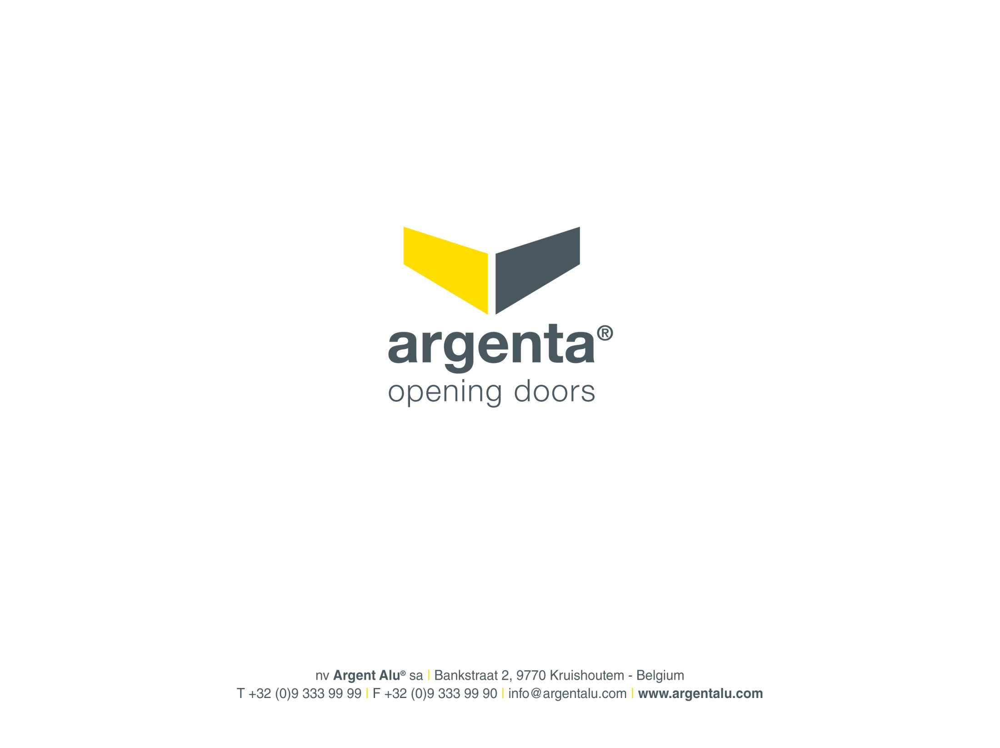 argenta®
opening doors
nv Argent Alu® sa | Bankstraat 2, 9770 Kruishoutem - Belgium
T +32 (0)9 333 99 99 | F +32 (0)9 333 99 90 | info@argentalu.com | www.argentalu.com